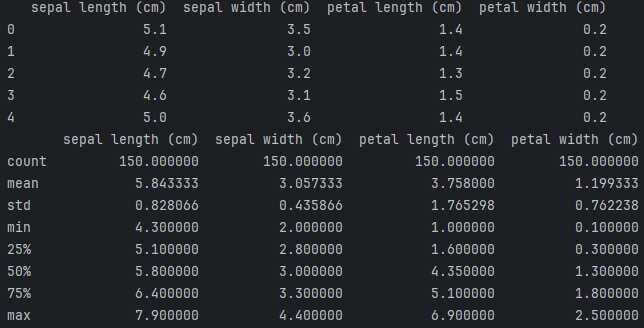 sepal length (cm)  sepal width (cm)  petal length (cm)  petal width (cm)
0                5.1               3.5                1.4               0.2
1                4.9               3.0                1.4               0.2
2                4.7               3.2                1.3               0.2
3                4.6               3.1                1.5               0.2
4                5.0               3.6                1.4               0.2
       sepal length (cm)  sepal width (cm)  petal length (cm)  petal width (cm)
count         150.000000        150.000000         150.000000        150.000000
mean            5.843333          3.057333           3.758000          1.199333
std             0.828066          0.435866           1.765298          0.762238
min             4.300000          2.000000           1.000000          0.100000
25%             5.100000          2.800000           1.600000          0.300000
50%             5.800000          3.000000           4.350000          1.300000
75%             6.400000          3.300000           5.100000          1.800000
max             7.900000          4.400000           6.900000          2.500000